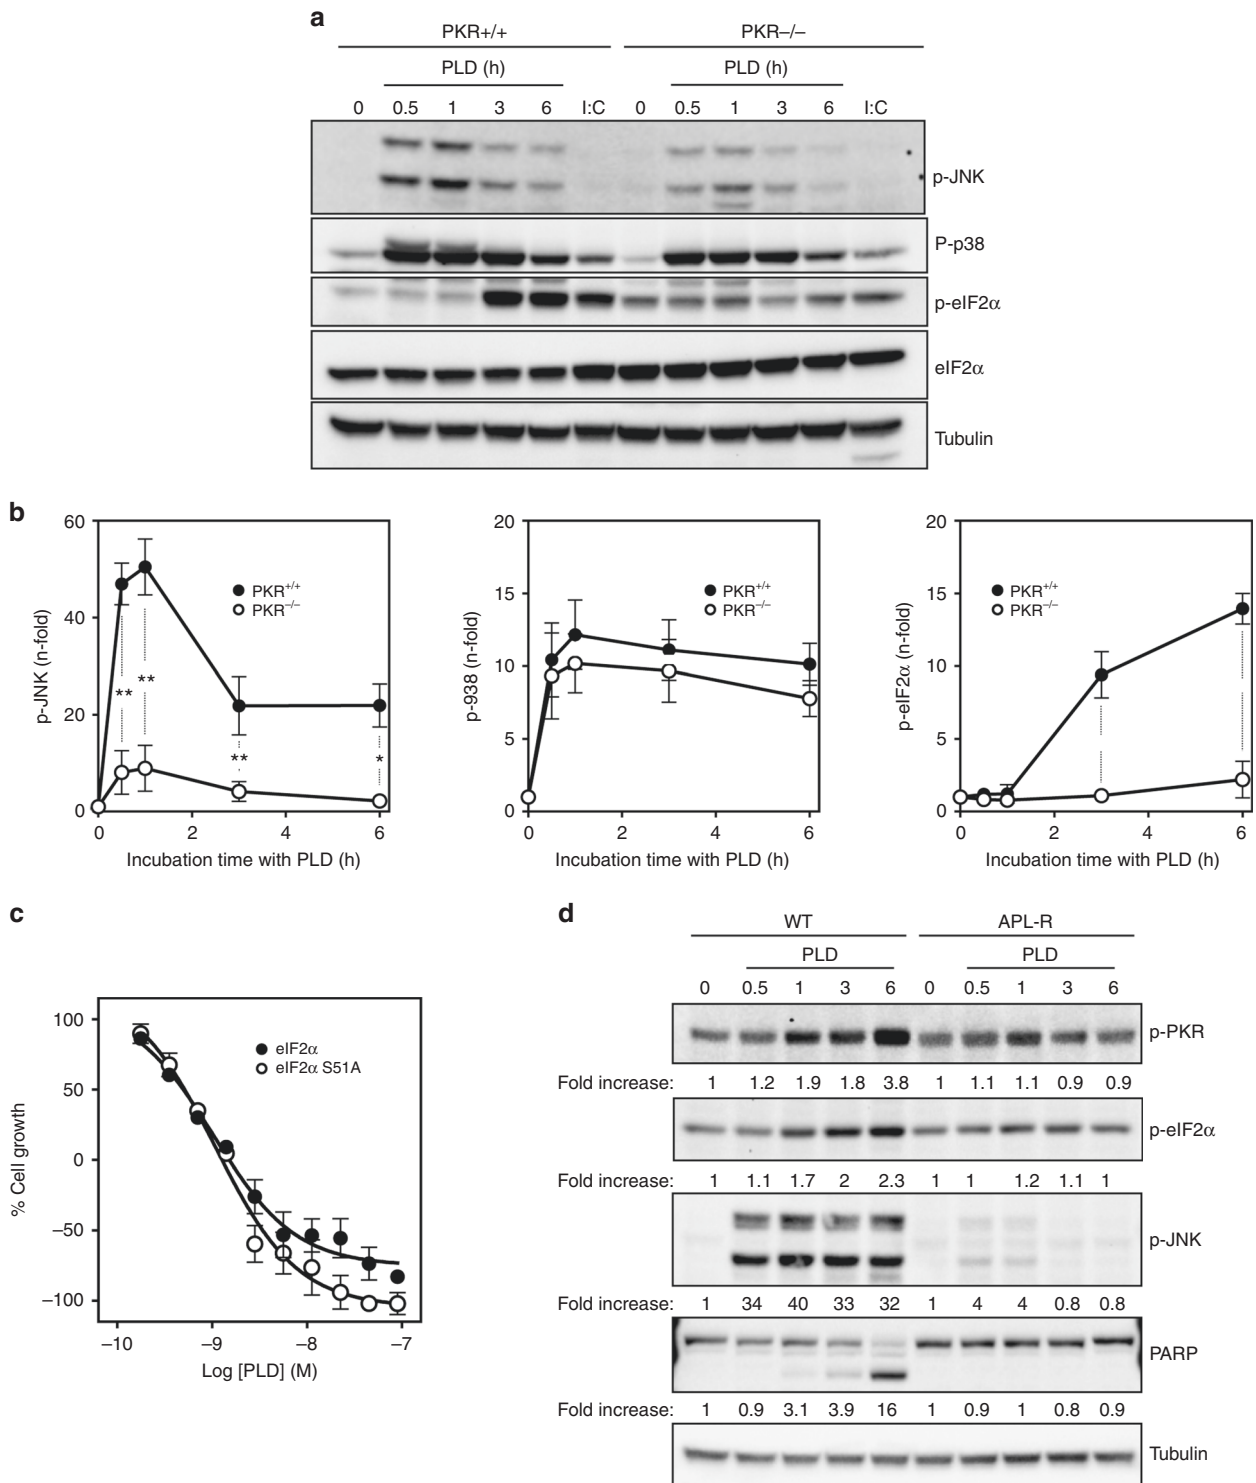 a
PKR+/+ PKR–/–
PLD (h) PLD (h)
0 0.5 1 3 6 I:C 0 0.5 1 3 6 I:C
p-JNK
P-p38
p-eIF2α
eIF2α
Tubulin
b
60
40
20
0
0 2 4 6
p-JNK (n-fold)
PKR+/+
PKR–/–
** ** ** *
Incubation time with PLD (h)
20
15
10
5
0
0 2 4 6
p-938 (n-fold)
PKR+/+
PKR–/–
Incubation time with PLD (h)
20
15
10
5
0
0 2 4 6
p-eIF2α (n-fold)
PKR+/+
PKR–/–
Incubation time with PLD (h)
c
100
50
0
–50
–100
–10 –9 –8 –7
% Cell growth
eIF2α
eIF2α S51A
Log [PLD] (M)
d
WT APL-R
PLD PLD
0 0.5 1 3 6 0 0.5 1 3 6
p-PKR
Fold increase: 1 1.2 1.9 1.8 3.8 1 1.1 1.1 0.9 0.9
p-eIF2α
Fold increase: 1 1.1 1.7 2 2.3 1 1 1.2 1.1 1
p-JNK
Fold increase: 1 34 40 33 32 1 4 4 0.8 0.8
PARP
Fold increase: 1 0.9 3.1 3.9 16 1 0.9 1 0.8 0.9
Tubulin